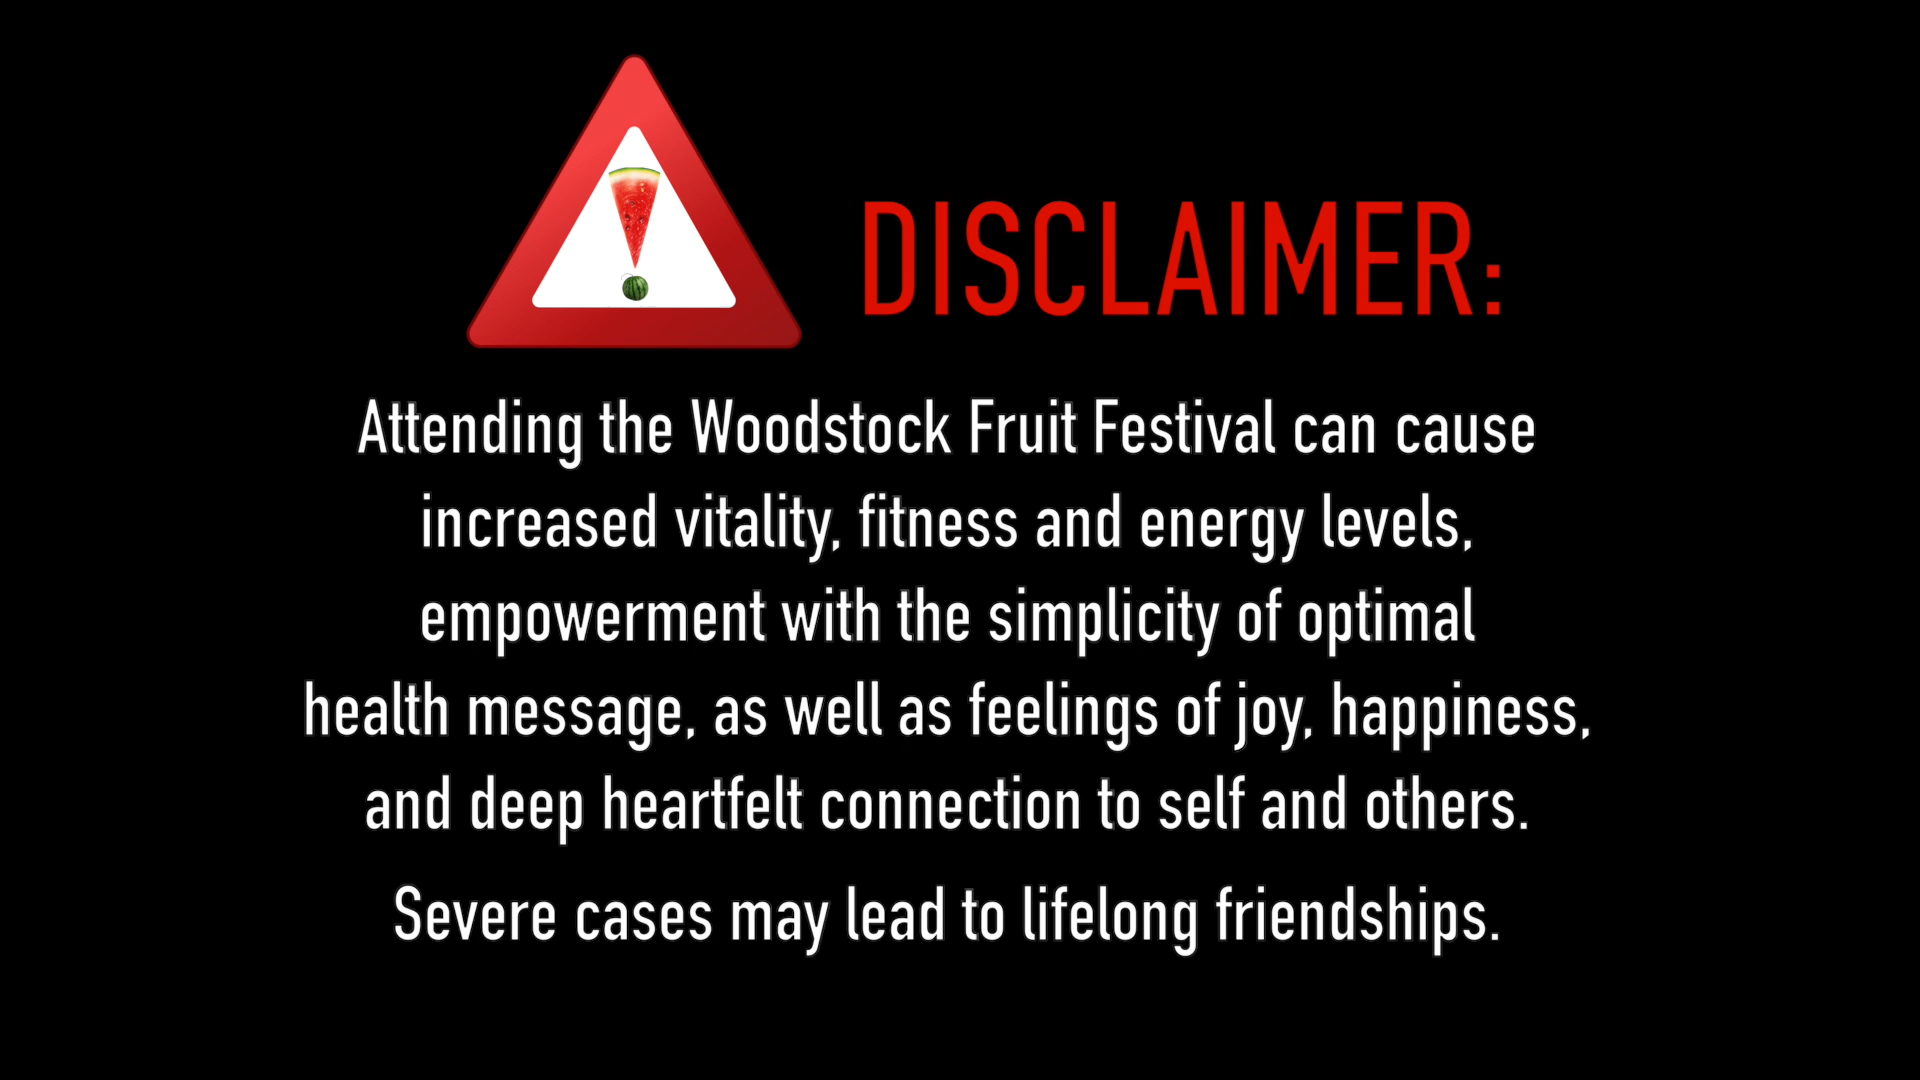 DISCLAIMER:
Attending the Woodstock Fruit Festival can cause
increased vitality, fitness and energy levels,
empowerment with the simplicity of optimal
health message, as well as feelings of joy, happiness,
and deep heartfelt connection to self and others.
Severe cases may lead to lifelong friendships.